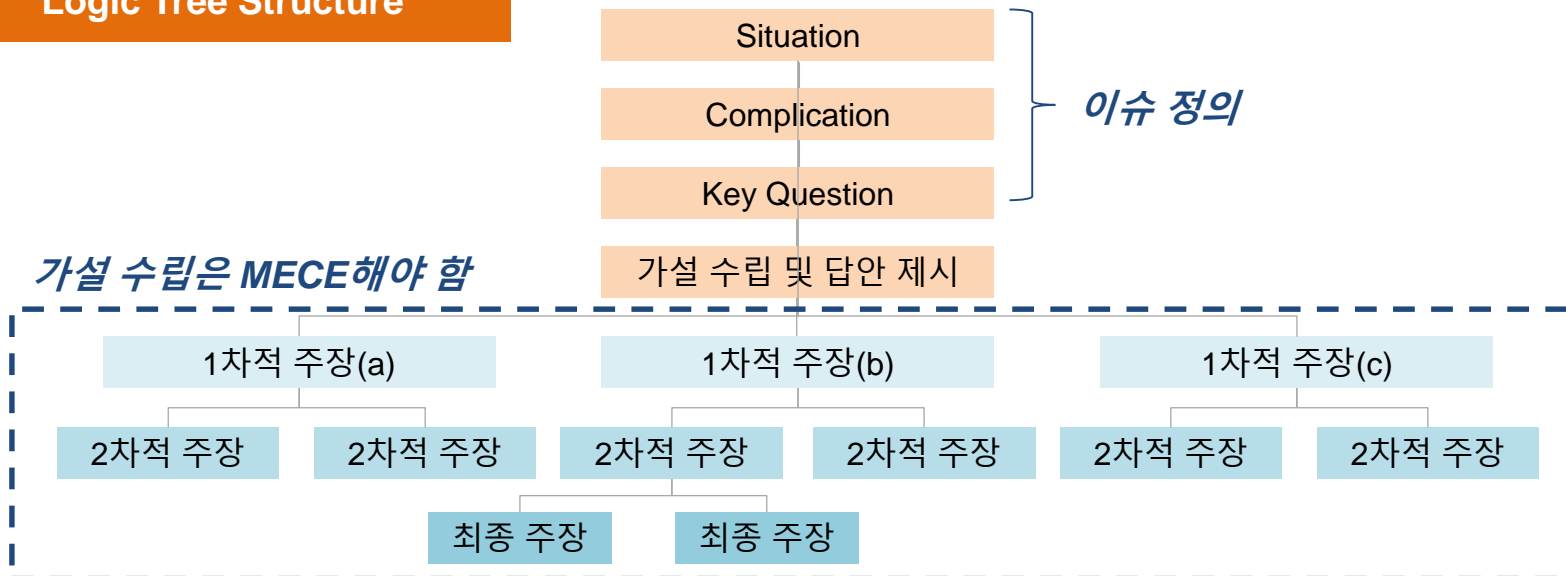 Logic Tree Structure
Situation
Complication
이슈 정의
Key Question
가설 수립은 MECE해야 함
가설 수립 및 답안 제시
1차적 주장(a)
1차적 주장(b)
1차적 주장(c)
2차적 주장
2차적 주장
2차적 주장
2차적 주장
2차적 주장
2차적 주장
최종 주장
최종 주장